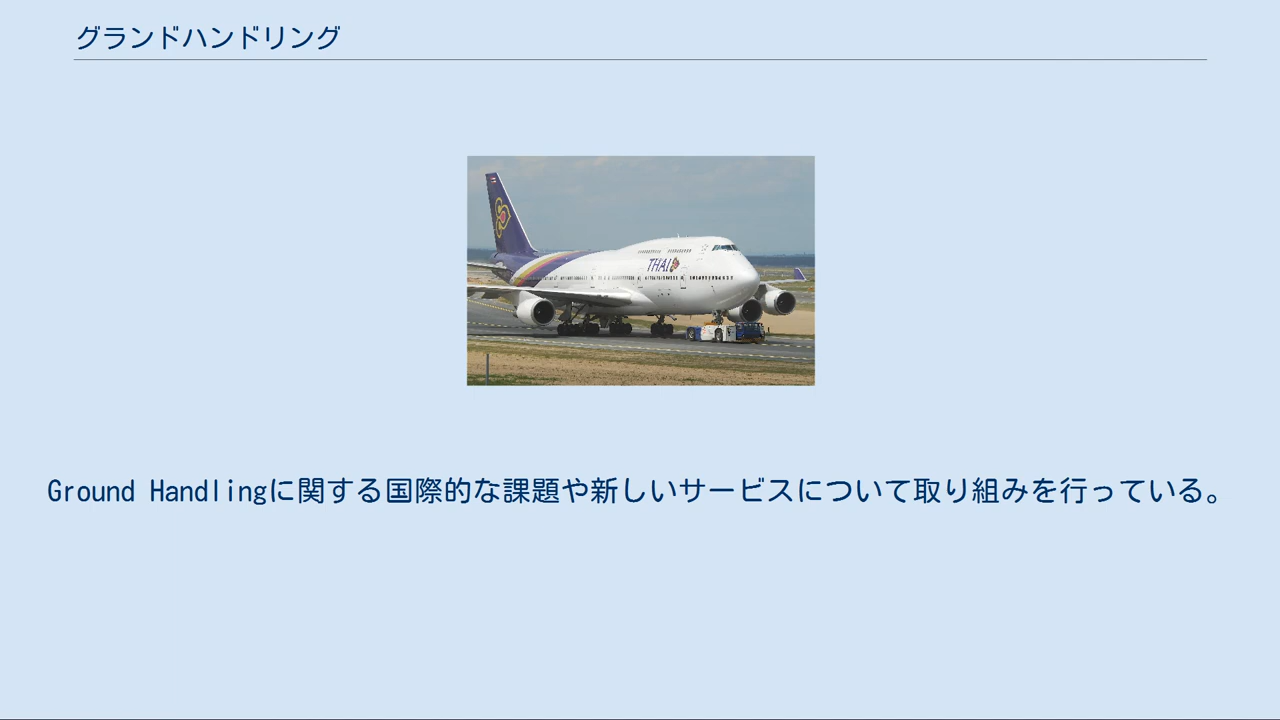 グランドハンドリング
THAI
Ground Handlingに関する国際的な課題や新しいサービスについて取り組みを行っている。